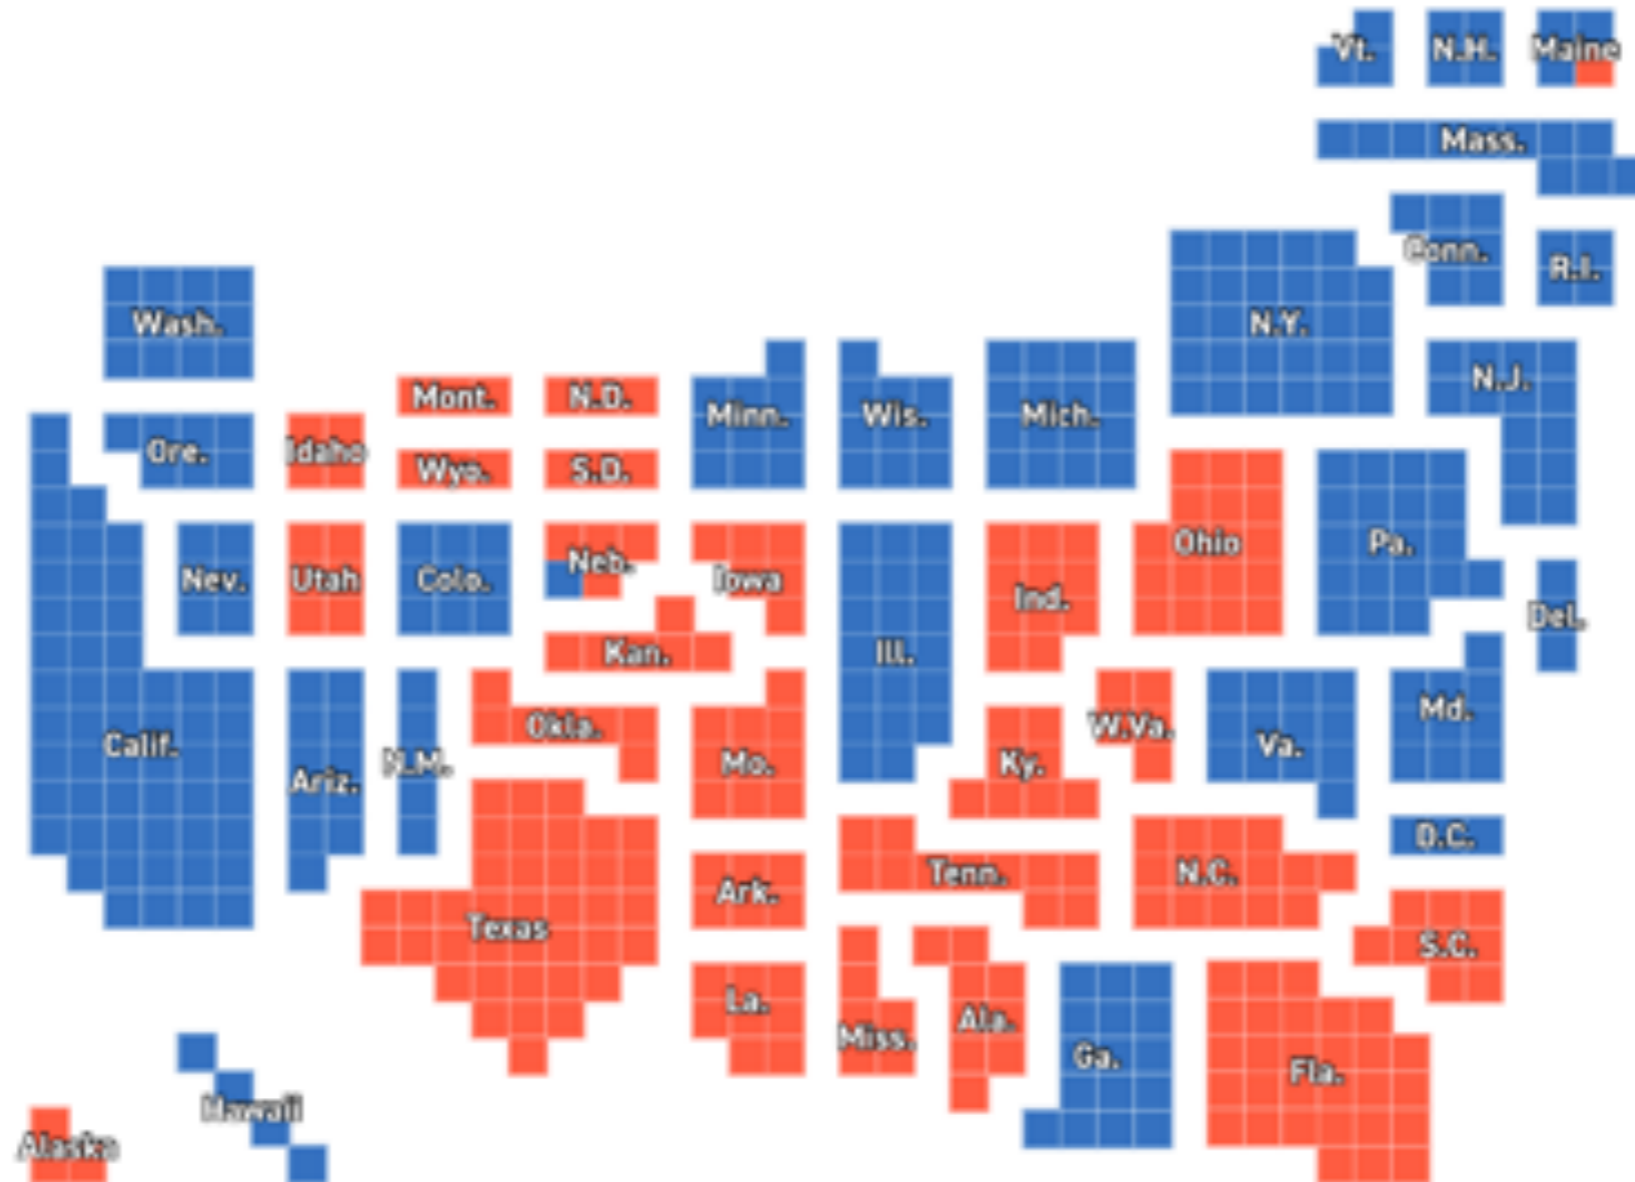 Vt.
N.H.
Maine
Mass.
Conn.
R.I.
Wash.
N.Y.
N.J.
Mont.
N.D.
Minn.
Wis.
Mich.
Ore.
Idaho
Wyo.
S.D.
Ohio
Pa.
Nev.
Utah
Colo.
Neb.
Iowa
Ind.
Del.
Kan.
Ill.
Calif.
Ariz.
N.M.
Okla.
Mo.
Ky.
W.Va.
Va.
Md.
D.C.
Texas
Ark.
Tenn.
N.C.
S.C.
La.
Miss.
Ala.
Ga.
Fla.
Hawaii
Alaska